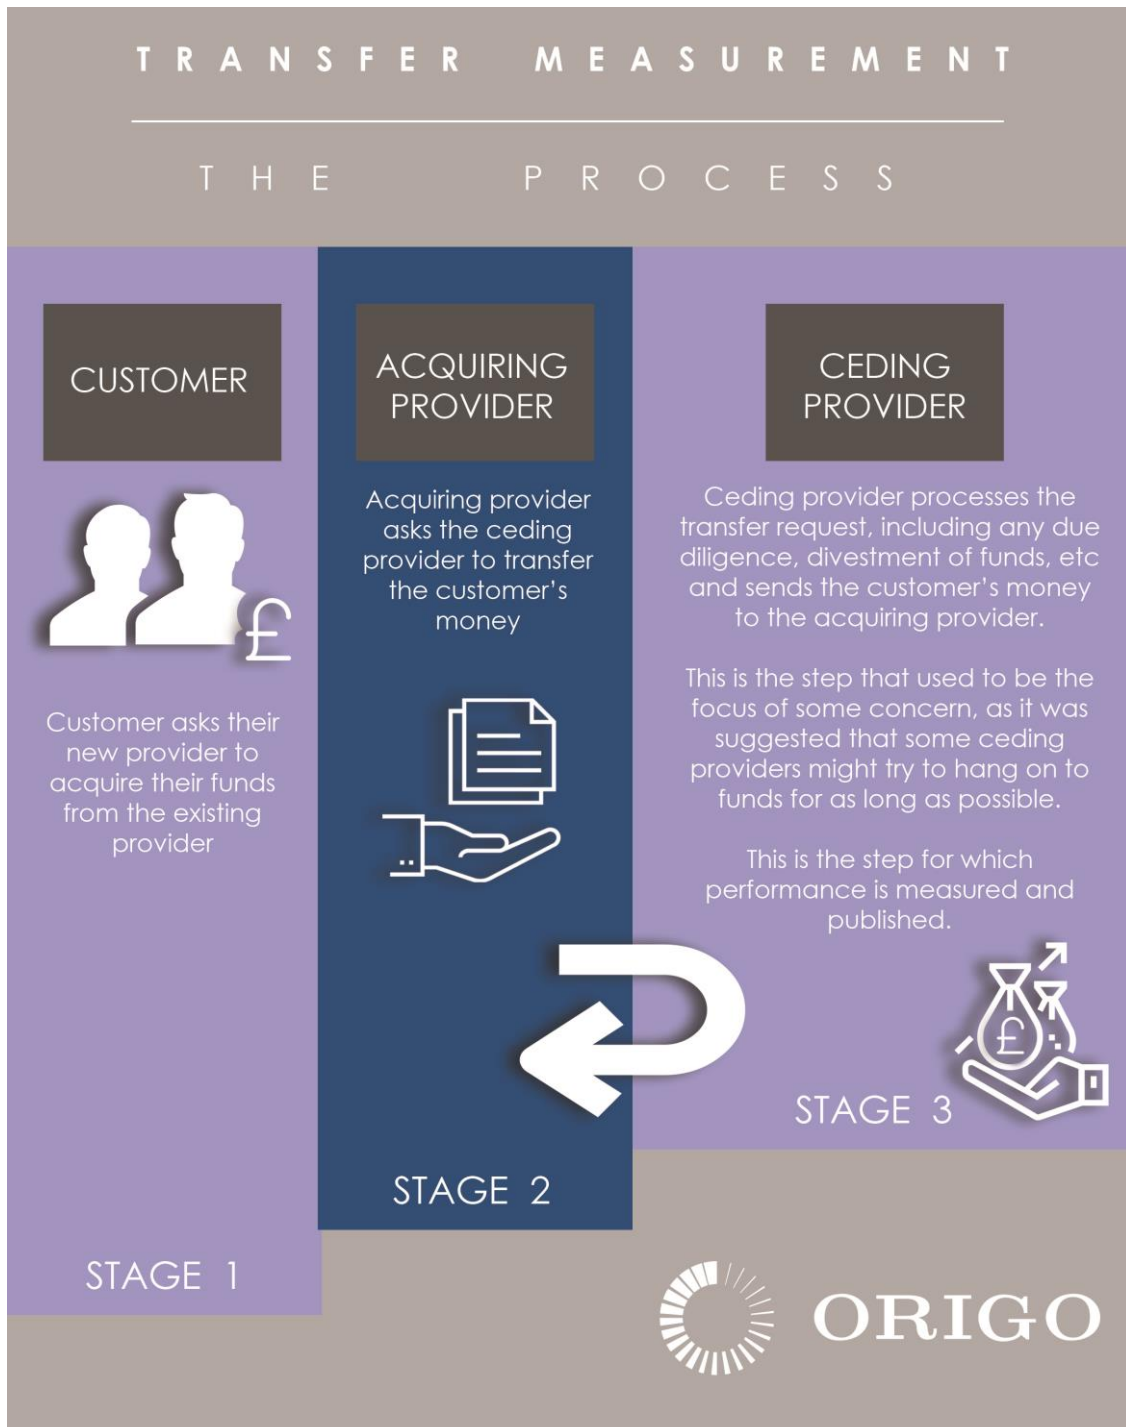 TRANSFER MEASUREMENT
THE PROCESS
CUSTOMER
Customer asks their
new provider to
acquire their funds
from the existing
provider
STAGE 1
ACQUIRING
PROVIDER
Acquiring provider
asks the ceding
provider to transfer
the customer's
money
STAGE 2
CEDING
PROVIDER
Ceding provider processes the
transfer request, including any due
diligence, divestment of funds, etc
and sends the customer's money
to the acquiring provider.
This is the step that used to be the
focus of some concern, as it was
suggested that some ceding
providers might try to hang on to
funds for as long as possible.
This is the step for which
performance is measured and
published.
STAGE 3
ORIGO